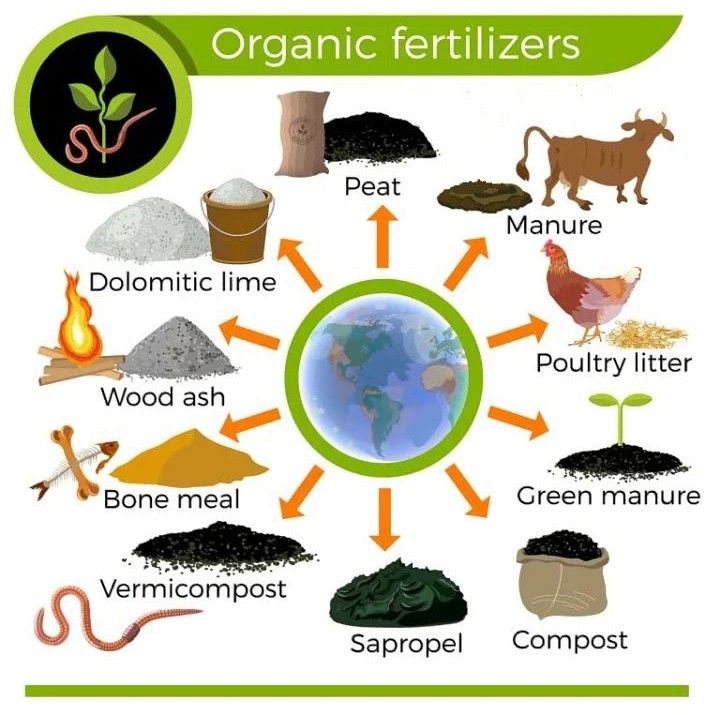 Organic fertilizers
Peat
Manure
Dolomitic lime
Poultry litter
Wood ash
Green manure
Bone meal
Vermicompost
Sapropel
Compost